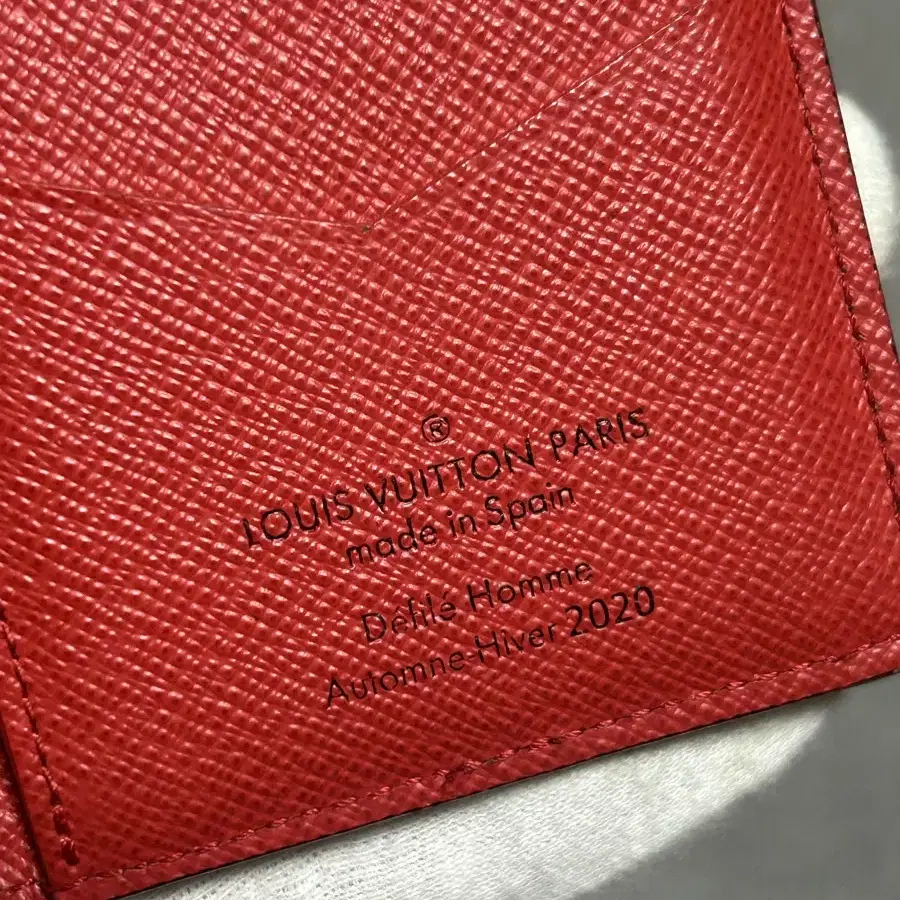 ®
LOUIS VUITTON PARIS
made in Spain
Défilé Homme
Automne-Hiver 2020